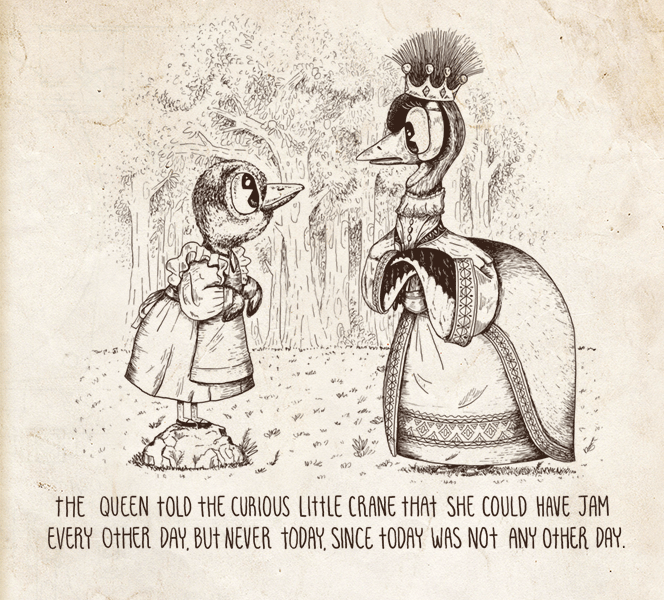 THE QUEEN TOLD THE CURIOUS LITTLE CRANE THAT SHE COULD HAVE JAM
EVERY OTHER DAY, BUT NEVER TODAY, SINCE TODAY WAS NOT ANY OTHER DAY.